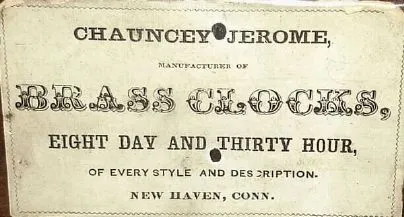 CHAUNCEY JEROME,
MANUFACTURER OF
BRASS CLOCKS,
EIGHT DAY AND THIRTY HOUR,
OF EVERY STYLE AND DESCRIPTION.
NEW HAVEN, CONN.